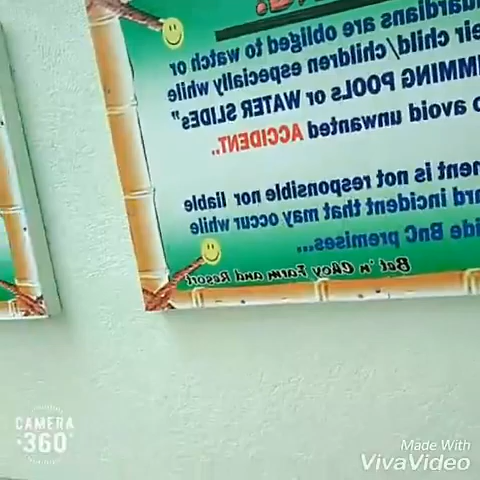 uardians are obliged to watch or
eir child/children especially while
MMING POOLS or WATER SLIDES"
o avoid unwanted ACCIDENT..
ment is not responsible nor liable
ard incident that may occur while
ide BnC premises...
Bet'n Choy Farm and Resort
CAMERA
360
Made With
VivaVideo